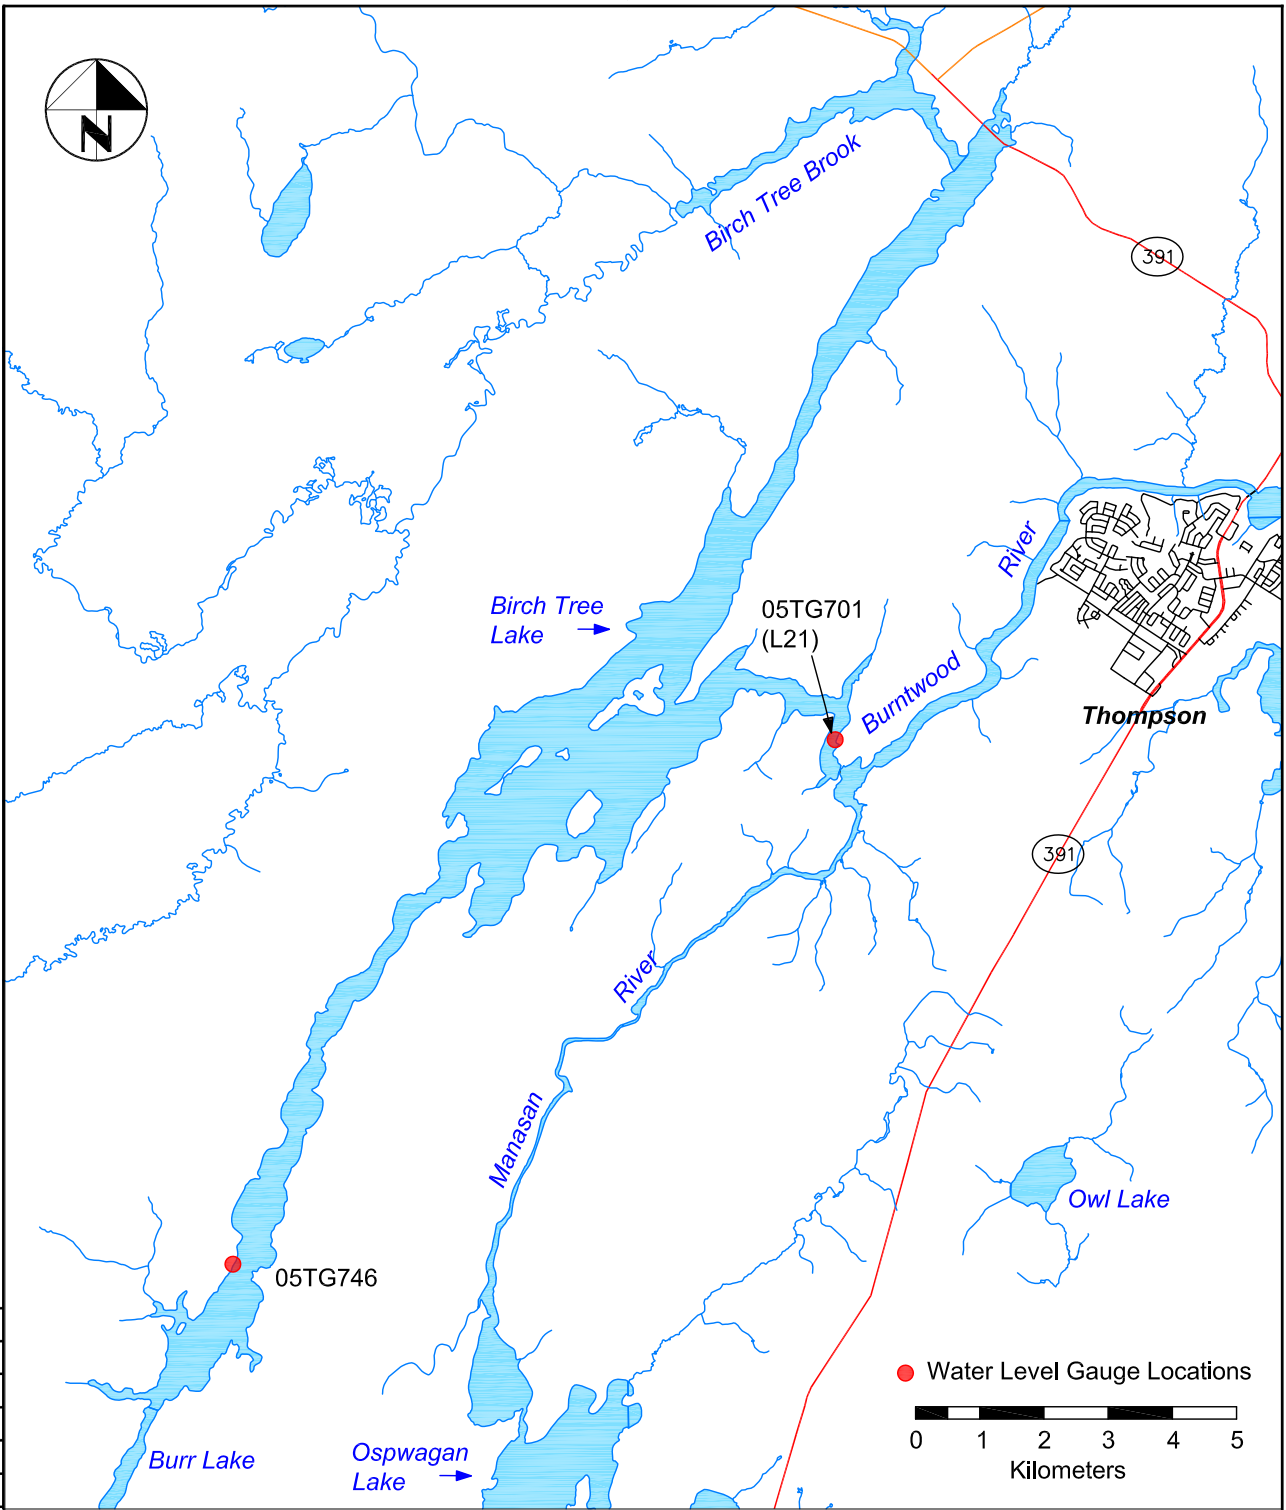 N
Birch Tree Brook
391
River
Birch Tree
Lake
05TG701
(L21)
Burntwood
Thompson
391
River
Manasan
Owl Lake
05TG746
Water Level Gauge Locations
0 1 2 3 4 5
Kilometers
Burr Lake
Ospwagan
Lake